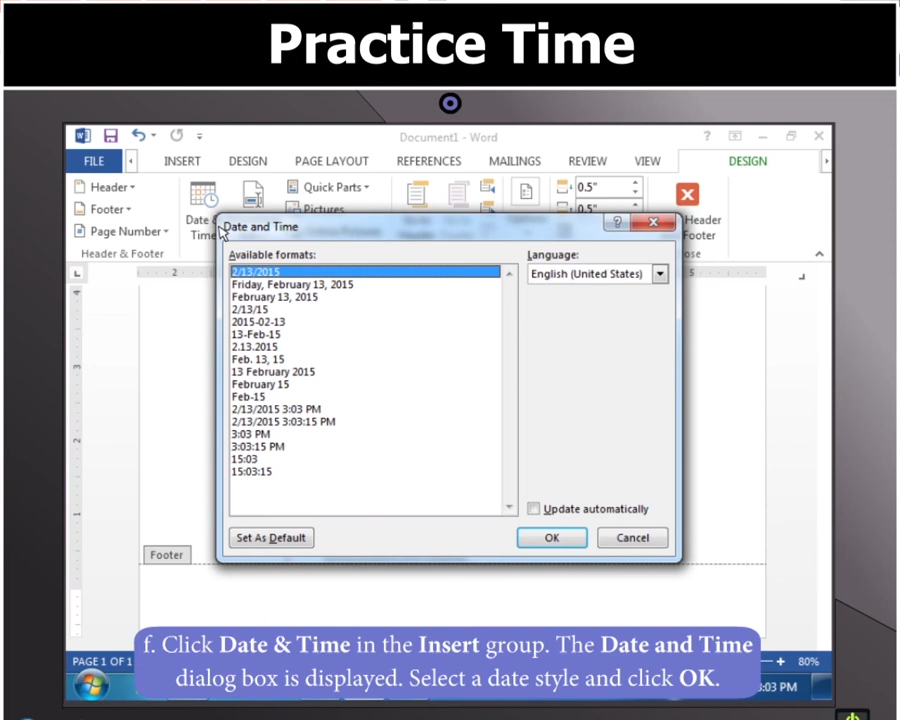 Practice Time
Document1 - Word
FILE INSERT DESIGN PAGE LAYOUT REFERENCES MAILINGS REVIEW VIEW DESIGN
Header
Footer
Page Number
Header & Footer
Date
Time
Quick Parts
Pictures
0.5"
0.5"
Header
Footer
Date and Time
Available formats:
2/13/2015
Friday, February 13, 2015
February 13, 2015
2/13/15
2015-02-13
13-Feb-15
2.13.2015
Feb. 13, 15
13 February 2015
February 15
Feb-15
2/13/2015 3:03 PM
2/13/2015 3:03:15 PM
3:03 PM
3:03:15 PM
15:03
15:03:15
Language:
English (United States)
Update automatically
Set As Default
OK
Cancel
Footer
PAGE 1 OF 1
80%
f. Click Date & Time in the Insert group. The Date and Time
dialog box is displayed. Select a date style and click OK.
:03 PM